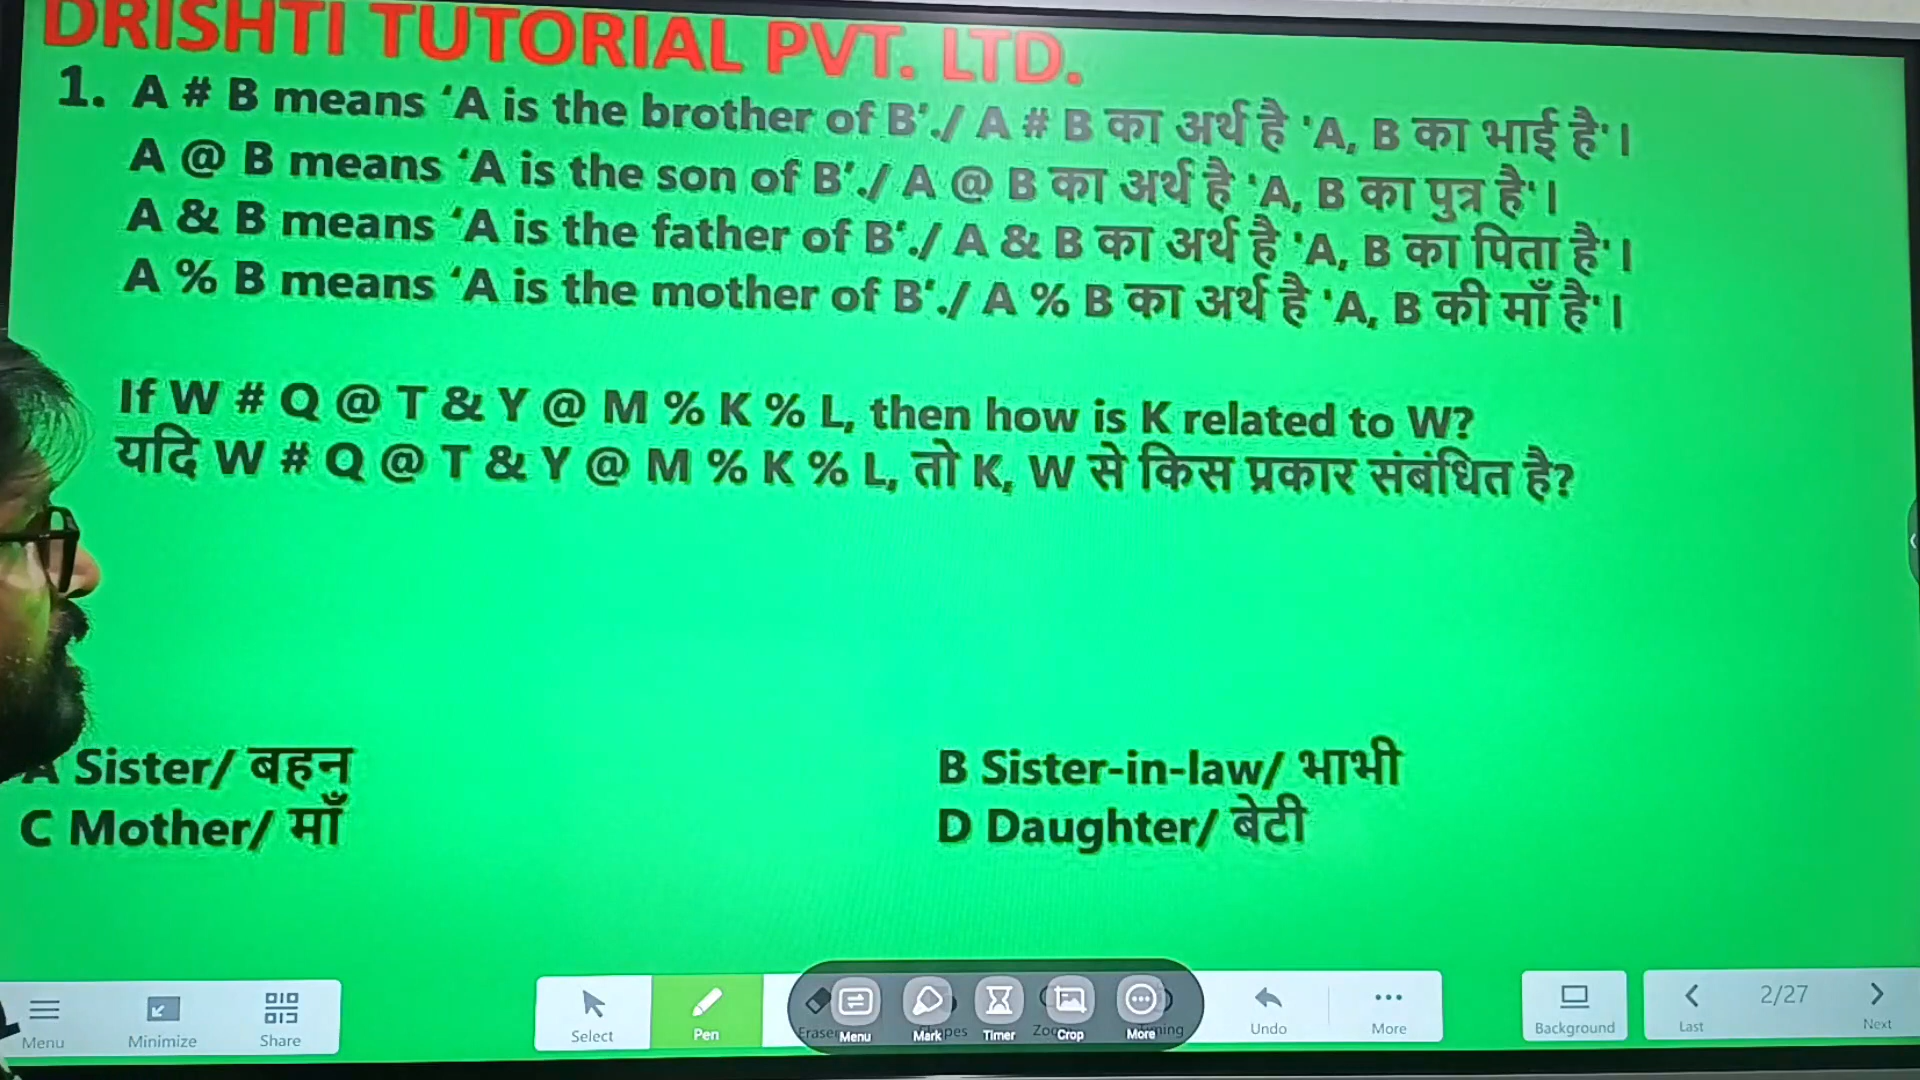 DRISHTI TUTORIAL PVT. LTD.
1. A # B means ‘A is the brother of B’./ A # B का अर्थ है 'A, B का भाई है'।
A @ B means ‘A is the son of B’./ A @ B का अर्थ है 'A, B का पुत्र है'।
A & B means ‘A is the father of B’./ A & B का अर्थ है 'A, B का पिता है'।
A % B means ‘A is the mother of B’./ A % B का अर्थ है 'A, B की माँ है'।
If W # Q @ T & Y @ M % K % L, then how is K related to W?
यदि W # Q @ T & Y @ M % K % L, तो K, W से किस प्रकार संबंधित है?
A Sister/ बहन
B Sister-in-law/ भाभी
C Mother/ माँ
D Daughter/ बेटी
Menu Minimize Share Select Pen Menu Mark Timer Crop More Undo More Background Last 2/27 Next